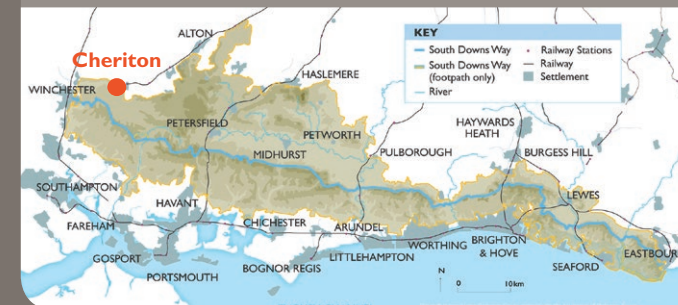 ALTON
Cheriton
WINCHESTER
HASLEMERE
PETERSFIELD
PETWORTH
MIDHURST
PULBOROUGH
HAYWARDS
HEATH
BURGESS HILL
SOUTHAMPTON
HAVANT
LEWES
FAREHAM
CHICHESTER
ARUNDEL
GOSPORT
PORTSMOUTH
BOGNOR REGIS
LITTLEHAMPTON
WORTHING
BRIGHTON
& HOVE
SEAFORD
EASTBOUR
KEY
South Downs Way
South Downs Way
(footpath only)
River
Railway Stations
Railway
Settlement
N
0 10km